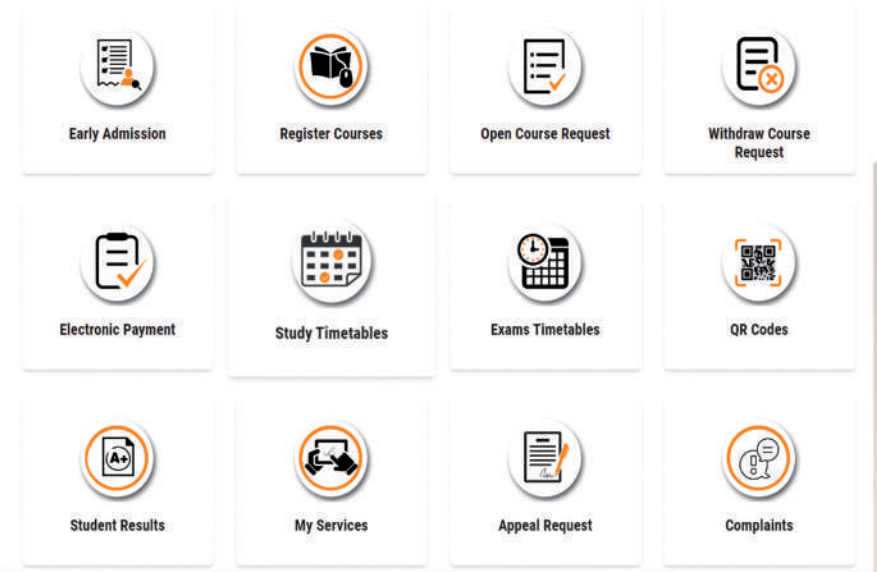 Early Admission
Register Courses
Open Course Request
Withdraw Course
Request
Electronic Payment
Study Timetables
Exams Timetables
QR Codes
A+
Student Results
My Services
Appeal Request
Complaints